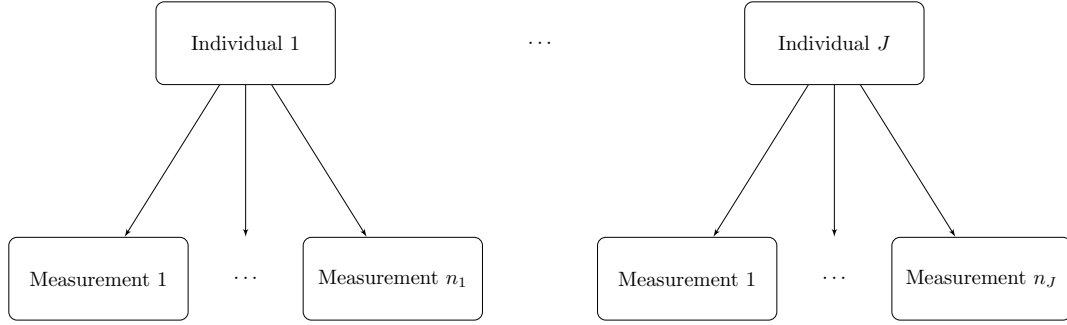 Individual 1
...
Individual J
Measurement 1
...
Measurement n₁
Measurement 1
...
Measurement n_J